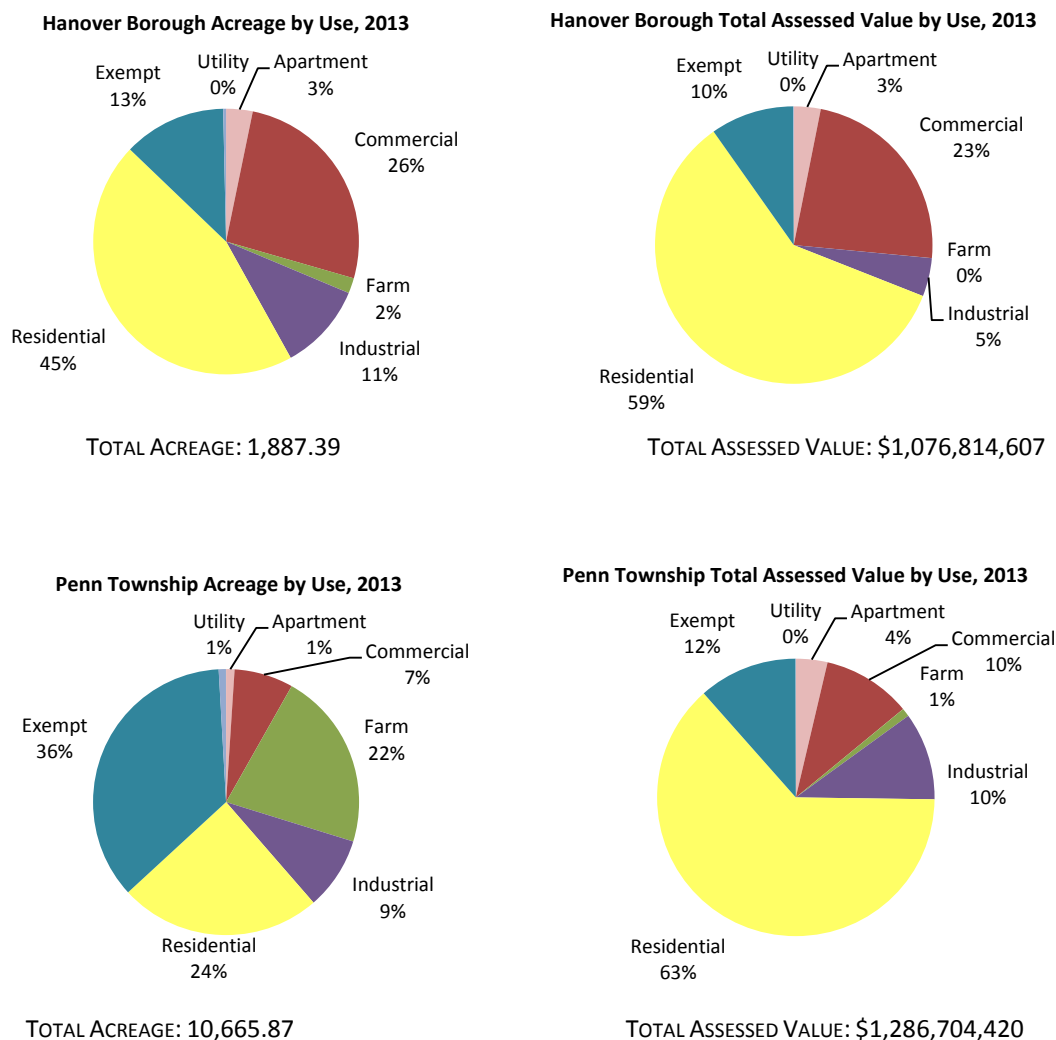 Hanover Borough Acreage by Use, 2013
Utility
0%
Apartment
3%
Exempt
13%
Commercial
26%
Farm
2%
Industrial
11%
Residential
45%
TOTAL ACREAGE: 1,887.39
Hanover Borough Total Assessed Value by Use, 2013
Utility
0%
Apartment
3%
Exempt
10%
Commercial
23%
Farm
0%
Industrial
5%
Residential
59%
TOTAL ASSESSED VALUE: $1,076,814,607
Penn Township Acreage by Use, 2013
Utility
1%
Apartment
1%
Commercial
7%
Exempt
36%
Farm
22%
Industrial
9%
Residential
24%
TOTAL ACREAGE: 10,665.87
Penn Township Total Assessed Value by Use, 2013
Utility
0%
Apartment
4%
Exempt
12%
Commercial
10%
Farm
1%
Industrial
10%
Residential
63%
TOTAL ASSESSED VALUE: $1,286,704,420